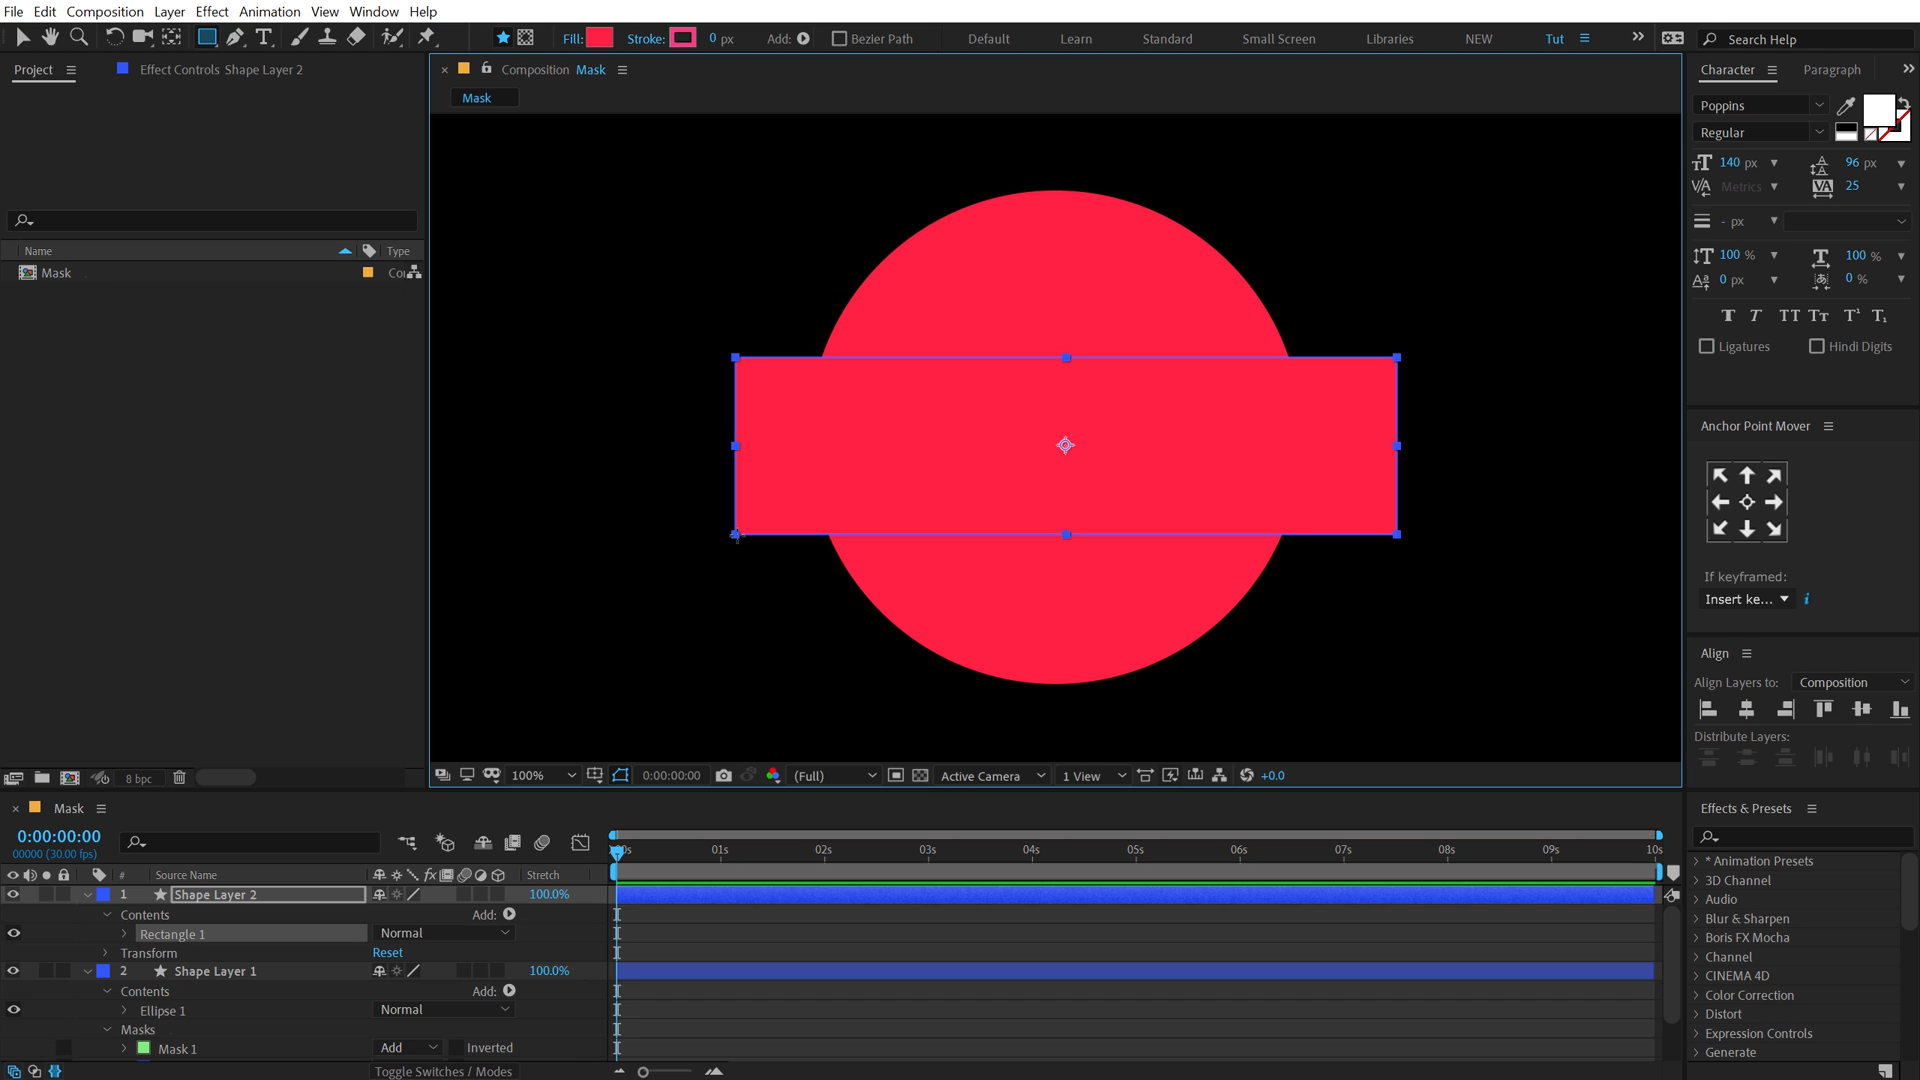 File Edit Composition Layer Effect Animation View Window Help
Fill: Stroke: 0 px Add: Bezier Path Default Learn Standard Small Screen Libraries NEW Tut Search Help
Project Effect Controls Shape Layer 2
Composition Mask
Character Paragraph
Mask
Poppins
Regular
140 px 96 px
Metrics 25
- px
Name Type
100 % 100 %
Mask
0 px 0 %
Ligatures Hindi Digits
Anchor Point Mover
If keyframed:
Insert ke...
Align
Align Layers to: Composition
Distribute Layers:
8 bpc
100% 0:00:00:00 (Full) Active Camera 1 View +0.0
Mask
Effects & Presets
0:00:00:00
00000 (30.00 fps)
01s 02s 03s 04s 05s 06s 07s 08s 09s 10s
# Source Name Stretch
1 Shape Layer 2 100.0%
Contents Add:
Rectangle 1 Normal
Transform Reset
2 Shape Layer 1 100.0%
Contents Add:
Ellipse 1 Normal
Masks
Mask 1 Add Inverted
Toggle Switches / Modes
* Animation Presets
3D Channel
Audio
Blur & Sharpen
Boris FX Mocha
Channel
CINEMA 4D
Color Correction
Distort
Expression Controls
Generate